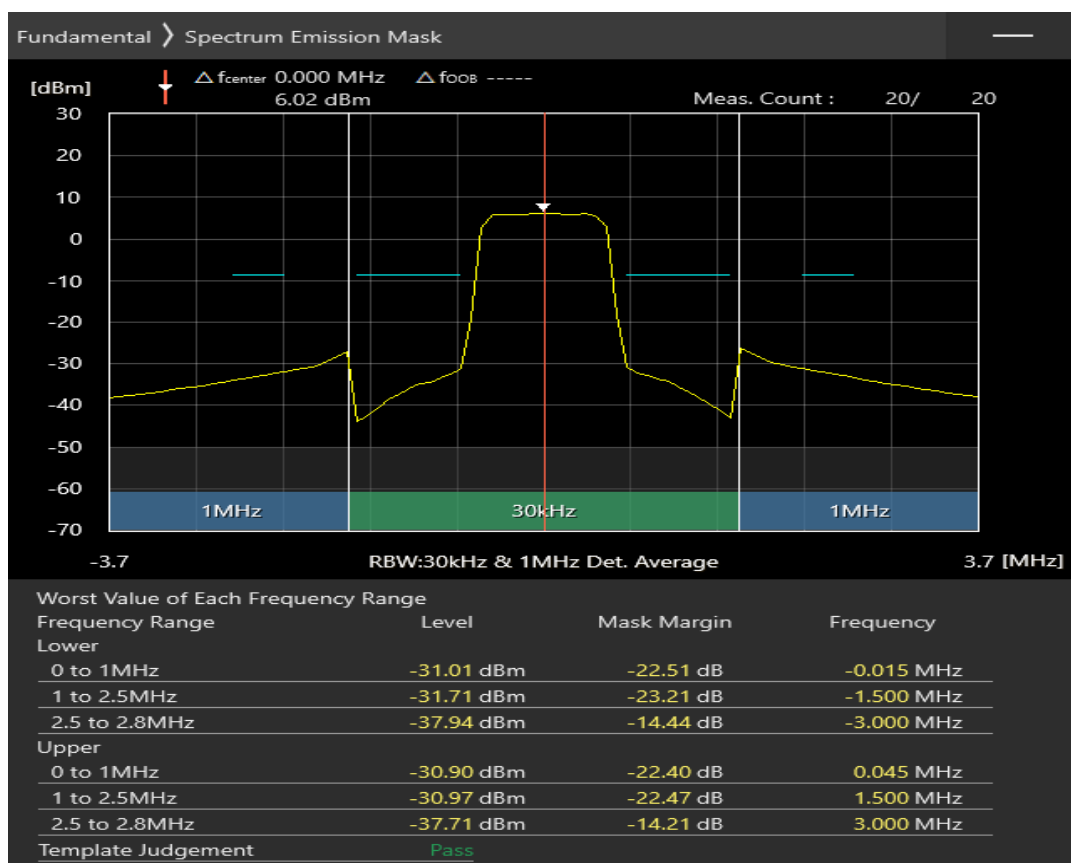 Fundamental ❯ Spectrum Emission Mask
[dBm] △ fcenter 0.000 MHz △ fOOB -----
6.02 dBm Meas. Count : 20/ 20
30
20
10
0
-10
-20
-30
-40
-50
-60
1MHz 30kHz 1MHz
-70
-3.7 RBW:30kHz & 1MHz Det. Average 3.7 [MHz]
Worst Value of Each Frequency Range
Frequency Range Level Mask Margin Frequency
Lower
0 to 1MHz -31.01 dBm -22.51 dB -0.015 MHz
1 to 2.5MHz -31.71 dBm -23.21 dB -1.500 MHz
2.5 to 2.8MHz -37.94 dBm -14.44 dB -3.000 MHz
Upper
0 to 1MHz -30.90 dBm -22.40 dB 0.045 MHz
1 to 2.5MHz -30.97 dBm -22.47 dB 1.500 MHz
2.5 to 2.8MHz -37.71 dBm -14.21 dB 3.000 MHz
Template Judgement Pass